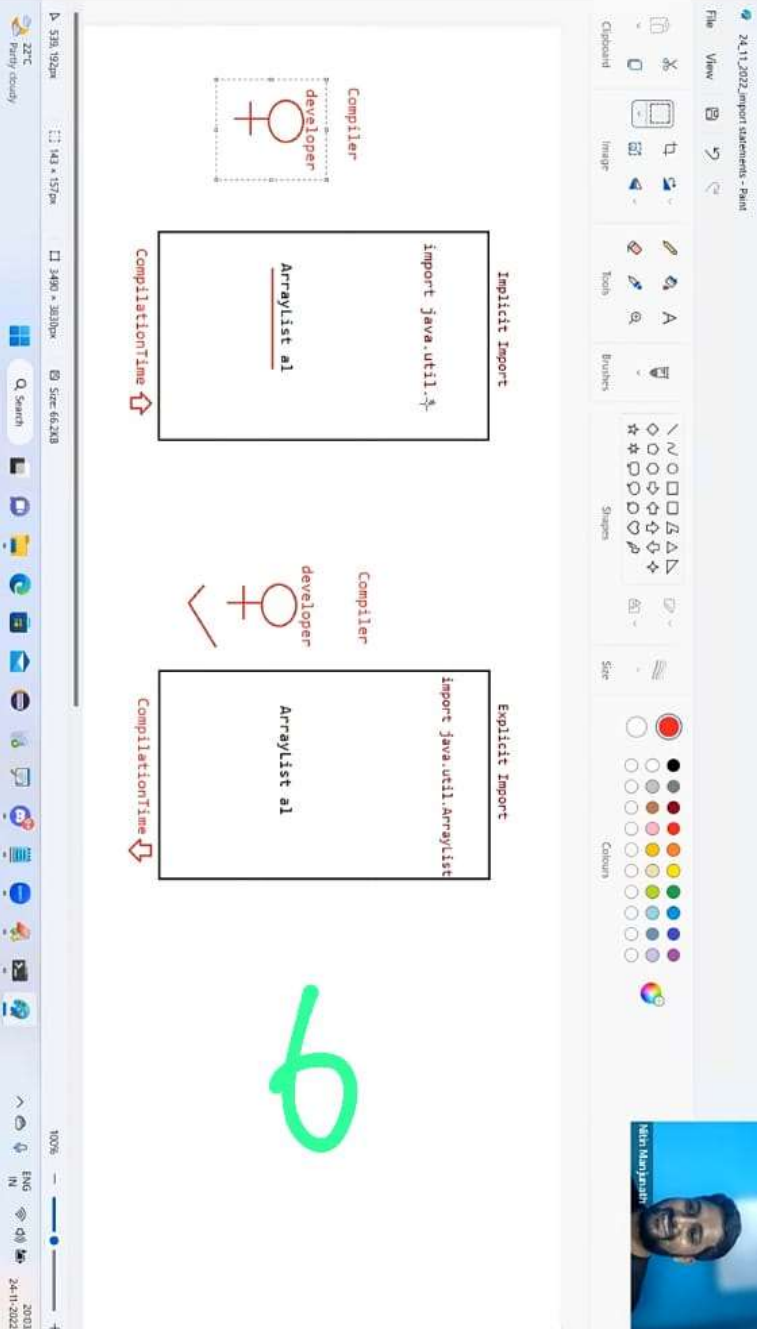 24_11_2022_import statements - Paint
File View
Clipboard
Image
Tools
Brushes
Shapes
Size
Colours
Nitin Manjunath
Implicit Import
import java.util.*
ArrayList al
CompilationTime
Compiler
developer
Explicit Import
import java.util.ArrayList
ArrayList al
CompilationTime
Compiler
developer
6
539, 192px
143 × 157px
3490 × 3830px
Size: 66.2KB
100%
22°C
Partly cloudy
Search
ENG
IN
20:03
24-11-2022